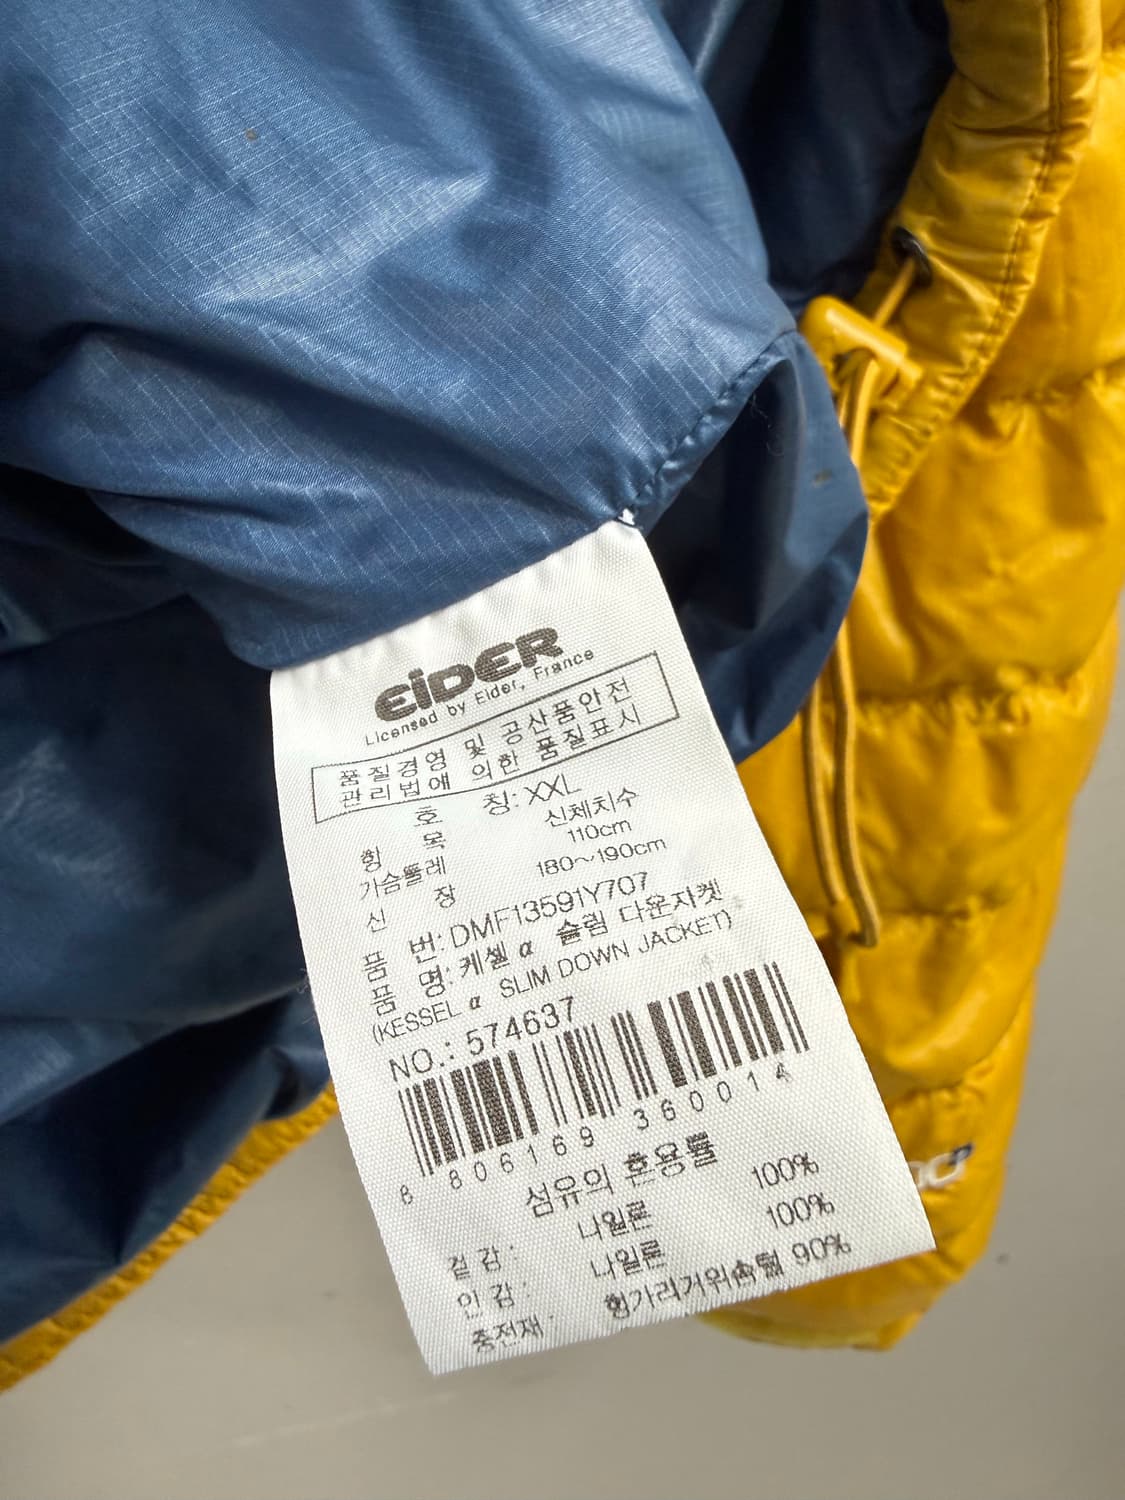 EiDER
Licensed by Eider, France
품질경영 및 공산품안전
관리법에 의한 품질표시
호 칭: XXL
항 목 신체치수
가슴둘레 110cm
신 장 180~190cm
품 번: DMF13591Y707
품 명: 케셀 α 슬림 다운자켓
(KESSEL α SLIM DOWN JACKET)
NO.: 574637
8 806169 360014
섬유의 혼용률
겉감: 나일론 100%
안감: 나일론 100%
충전재: 헝가리거위솜털 90%